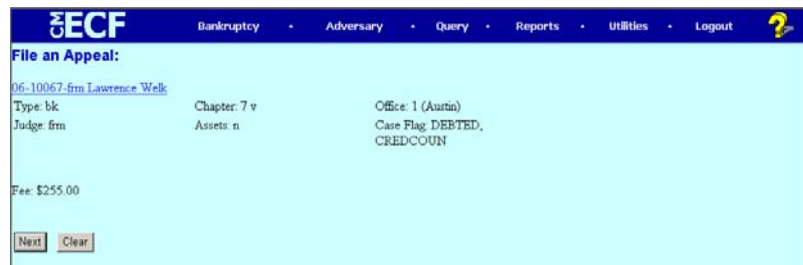 CM ECF Bankruptcy • Adversary • Query • Reports • Utilities • Logout ?
File an Appeal:
06-10067-frm Lawrence Welk
Type: bk Chapter: 7 v Office: 1 (Austin)
Judge: frm Assets: n Case Flag: DEBTED,
CREDCOUN
Fee: $255.00
Next Clear